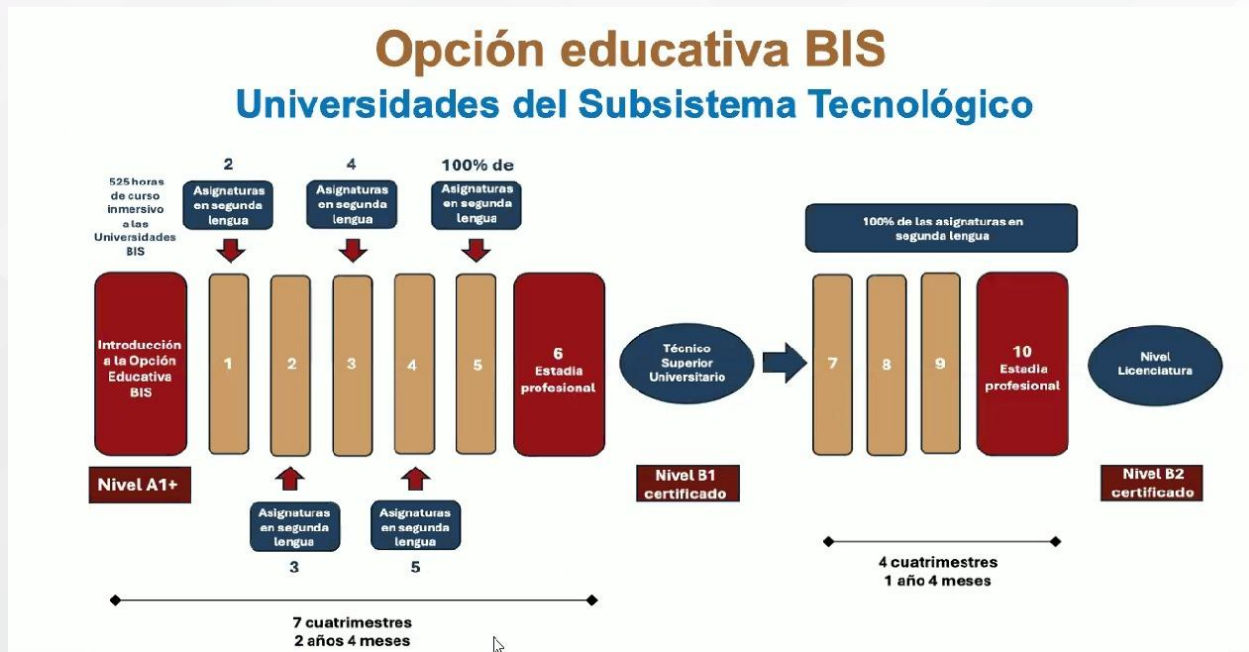 Opción educativa BIS
Universidades del Subsistema Tecnológico
525 horas
de curso
inmersivo
a las
Universidades
BIS
2
Asignaturas
en segunda
lengua
4
Asignaturas
en segunda
lengua
100% de
Asignaturas
en segunda
lengua
100% de las asignaturas en
segunda lengua
Introducción
a la Opción
Educativa
BIS
1
2
3
4
5
6
Estadia
profesional
Técnico
Superior
Universitario
7
8
9
10
Estadia
profesional
Nivel
Licenciatura
Nivel A1+
Asignaturas
en segunda
lengua
3
Asignaturas
en segunda
lengua
5
Nivel B1
certificado
Nivel B2
certificado
7 cuatrimestres
2 años 4 meses
4 cuatrimestres
1 año 4 meses